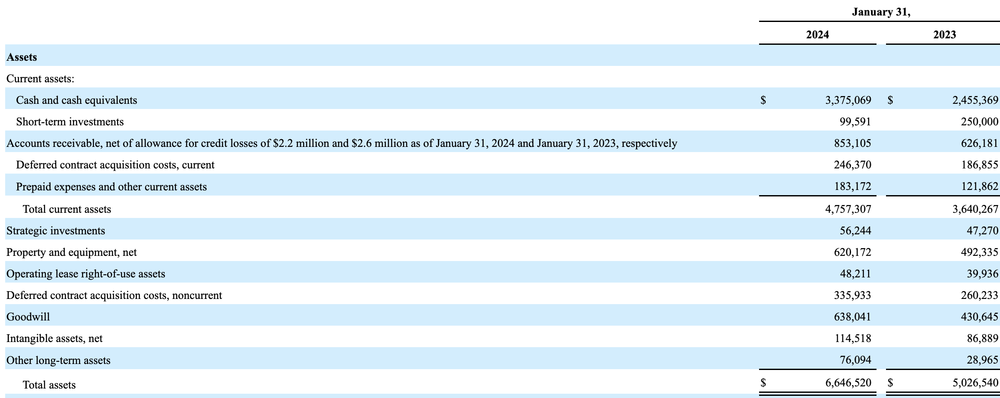 January 31,
2024 2023
Assets
Current assets:
Cash and cash equivalents $ 3,375,069 $ 2,455,369
Short-term investments 99,591 250,000
Accounts receivable, net of allowance for credit losses of $2.2 million and $2.6 million as of January 31, 2024 and January 31, 2023, respectively 853,105 626,181
Deferred contract acquisition costs, current 246,370 186,855
Prepaid expenses and other current assets 183,172 121,862
Total current assets 4,757,307 3,640,267
Strategic investments 56,244 47,270
Property and equipment, net 620,172 492,335
Operating lease right-of-use assets 48,211 39,936
Deferred contract acquisition costs, noncurrent 335,933 260,233
Goodwill 638,041 430,645
Intangible assets, net 114,518 86,889
Other long-term assets 76,094 28,965
Total assets $ 6,646,520 $ 5,026,540